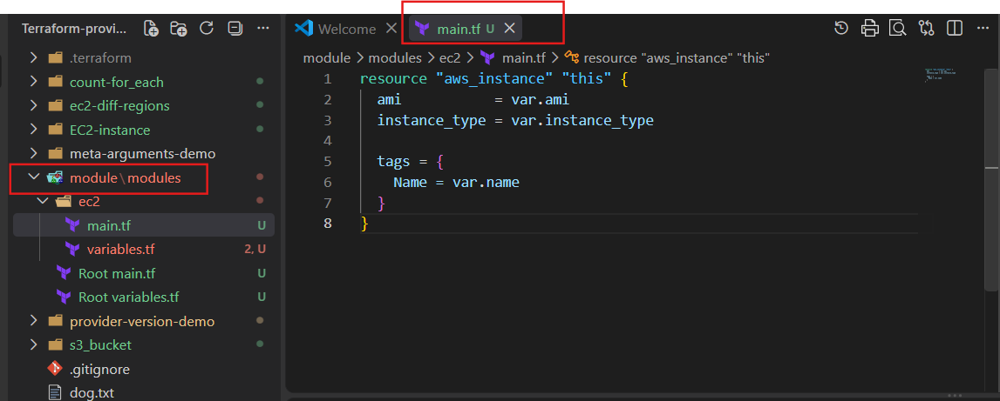 Terraform-provi...
.terraform
count-for_each
ec2-diff-regions
EC2-instance
meta-arguments-demo
module\modules
ec2
main.tf U
variables.tf 2, U
Root main.tf U
Root variables.tf U
provider-version-demo
s3_bucket
.gitignore
dog.txt
Welcome main.tf U
module > modules > ec2 > main.tf > resource "aws_instance" "this"
1 resource "aws_instance" "this" {
2 ami = var.ami
3 instance_type = var.instance_type
4
5 tags = {
6 Name = var.name
7 }
8 }